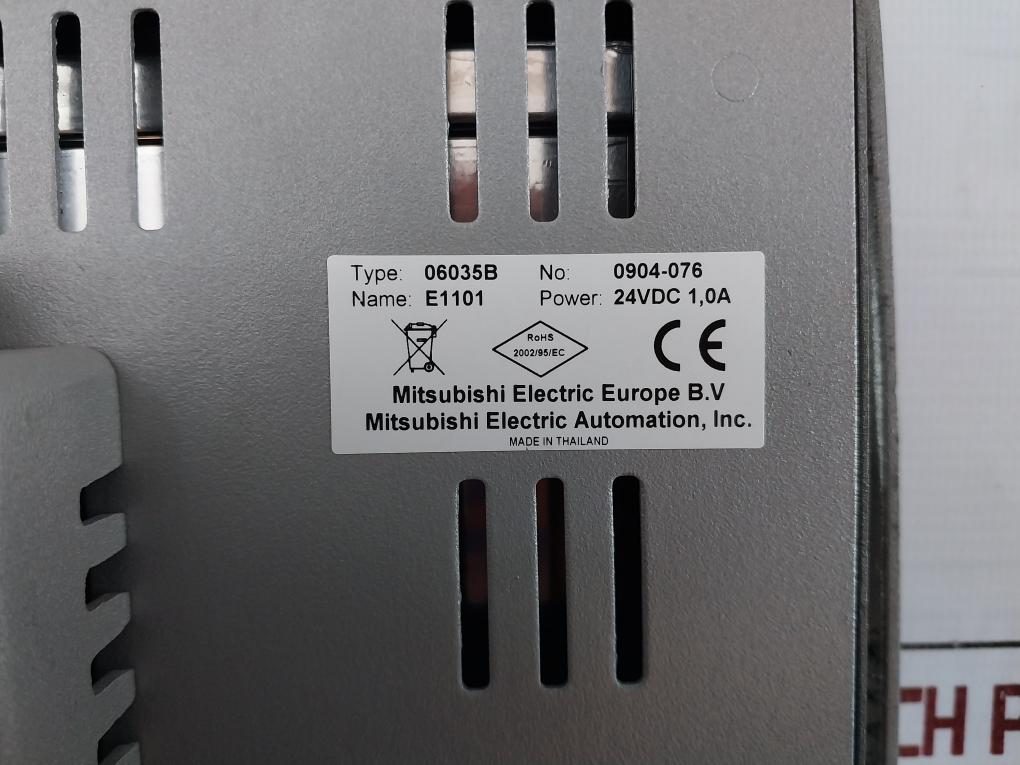 Type: 06035B No: 0904-076
Name: E1101 Power: 24VDC 1,0A
RoHS
2002/95/EC
CE
Mitsubishi Electric Europe B.V
Mitsubishi Electric Automation, Inc.
MADE IN THAILAND
CH P